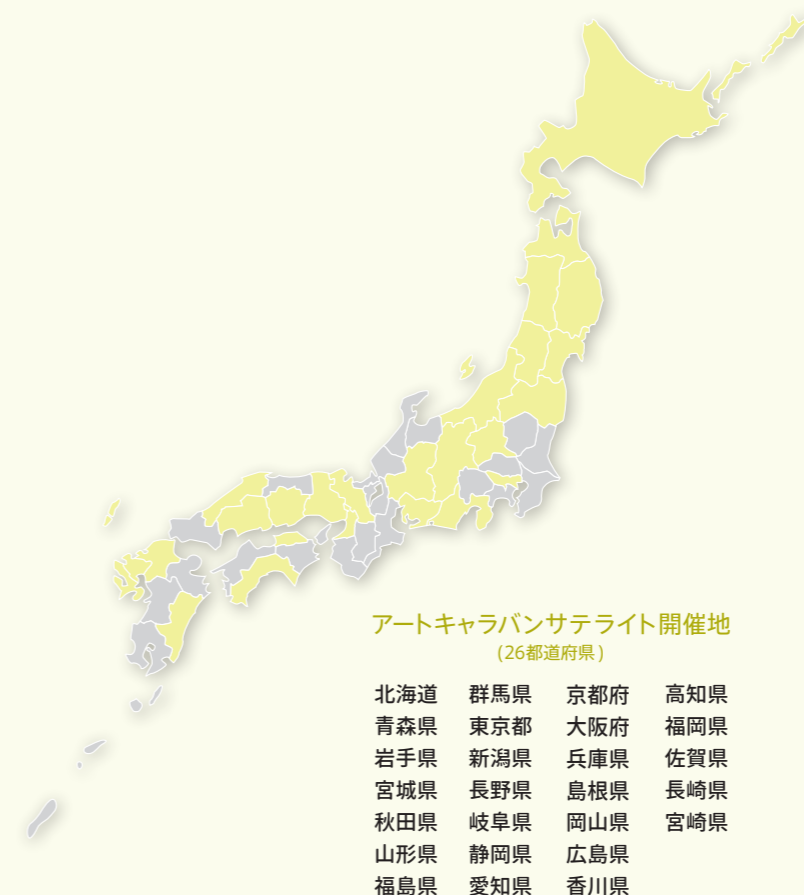 アートキャラバンサテライト開催地
(26都道府県)
北海道 群馬県 京都府 高知県
青森県 東京都 大阪府 福岡県
岩手県 新潟県 兵庫県 佐賀県
宮城県 長野県 島根県 長崎県
秋田県 岐阜県 岡山県 宮崎県
山形県 静岡県 広島県
福島県 愛知県 香川県